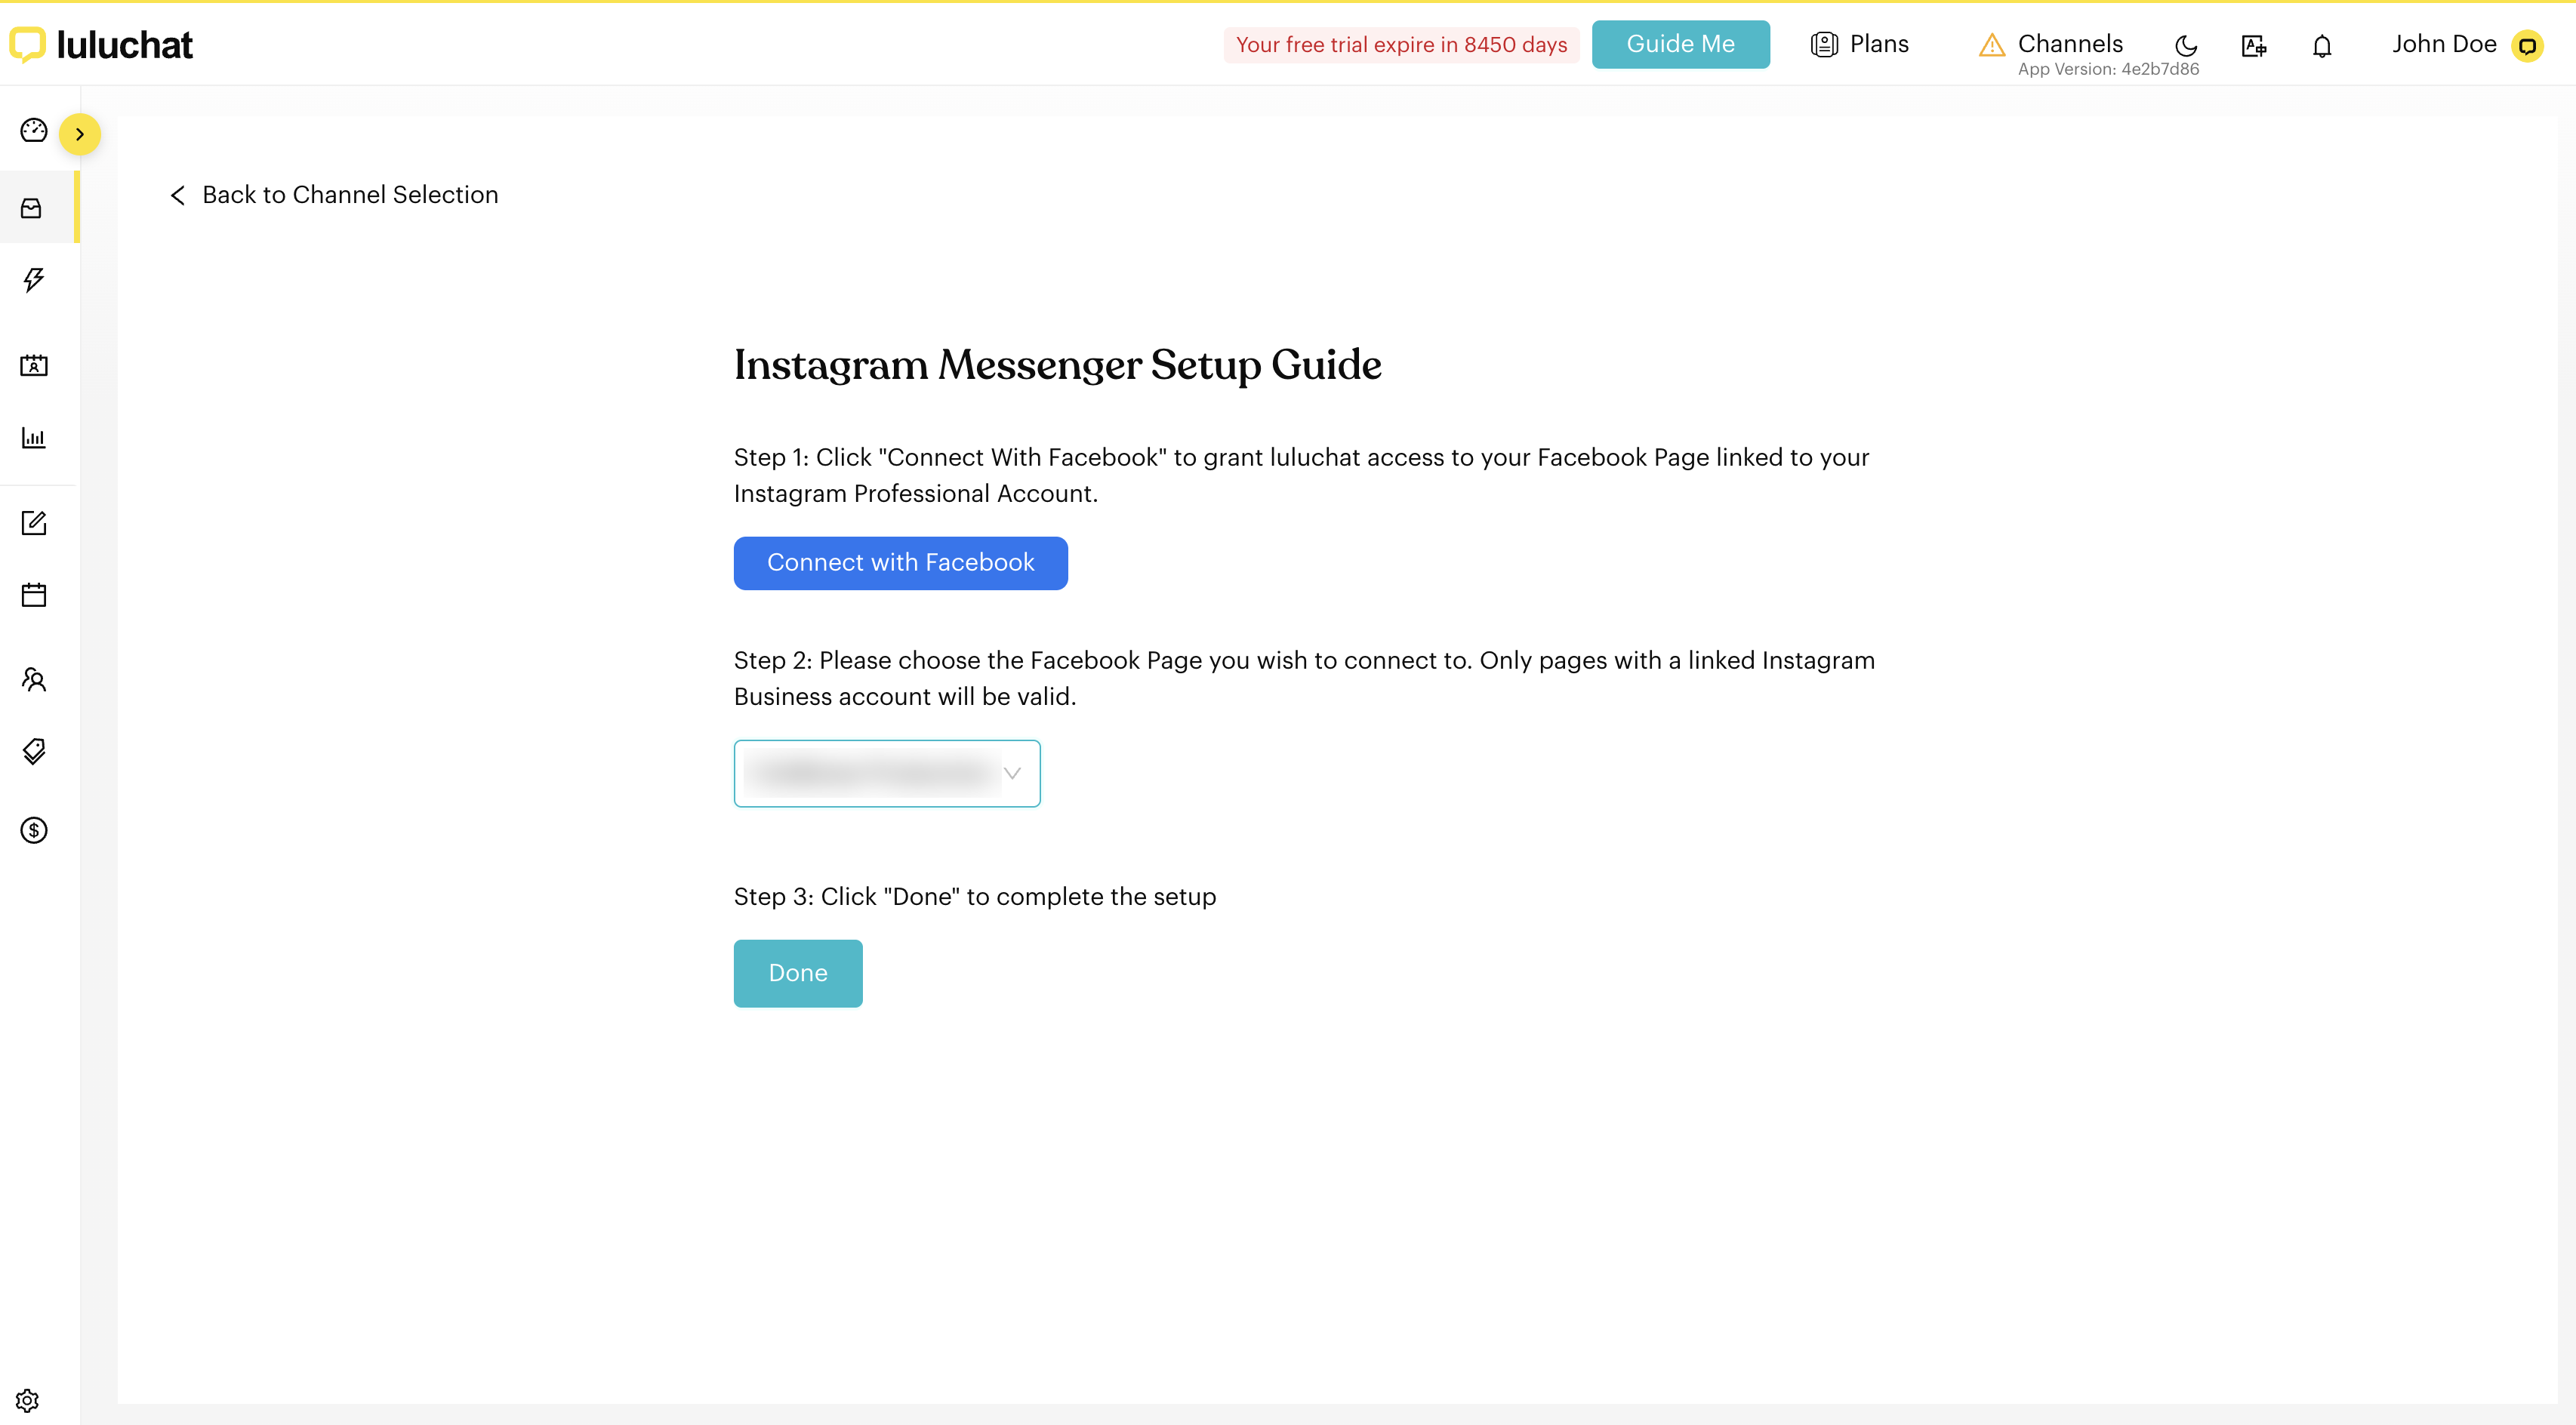 luluchat
Your free trial expire in 8450 days
Guide Me
Plans
Channels
App Version: 4e2b7d86
John Doe
Back to Channel Selection
Instagram Messenger Setup Guide
Step 1: Click "Connect With Facebook" to grant luluchat access to your Facebook Page linked to your
Instagram Professional Account.
Connect with Facebook
Step 2: Please choose the Facebook Page you wish to connect to. Only pages with a linked Instagram
Business account will be valid.
Step 3: Click "Done" to complete the setup
Done